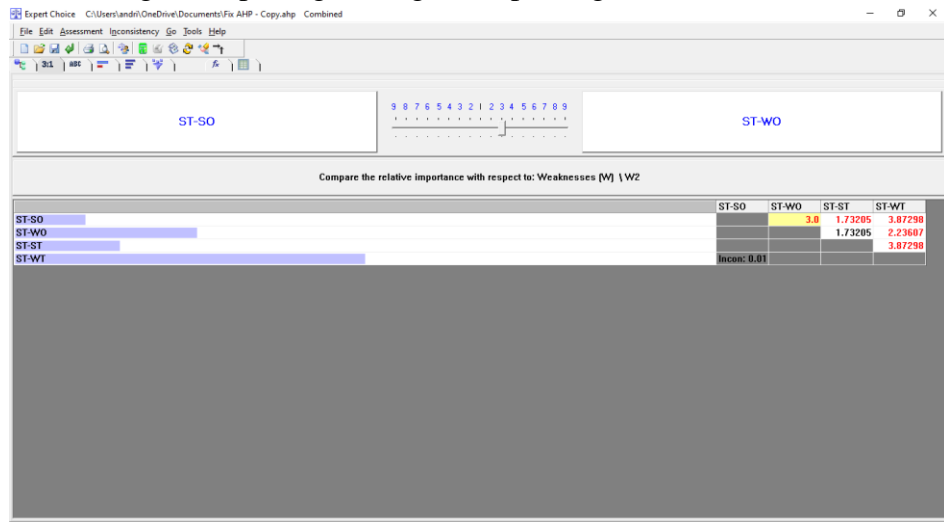 Expert Choice C:\Users\andri\OneDrive\Documents\Fix AHP - Copy.ahp Combined
File Edit Assessment Inconsistency Go Tools Help
3:1 ABC
ST-SO 9 8 7 6 5 4 3 2 1 2 3 4 5 6 7 8 9 ST-WO
Compare the relative importance with respect to: Weaknesses (W) \ W2
ST-SO ST-WO ST-ST ST-WT
ST-SO 3.0 1.73205 3.87298
ST-WO 1.73205 2.23607
ST-ST 3.87298
ST-WT Incon: 0.01